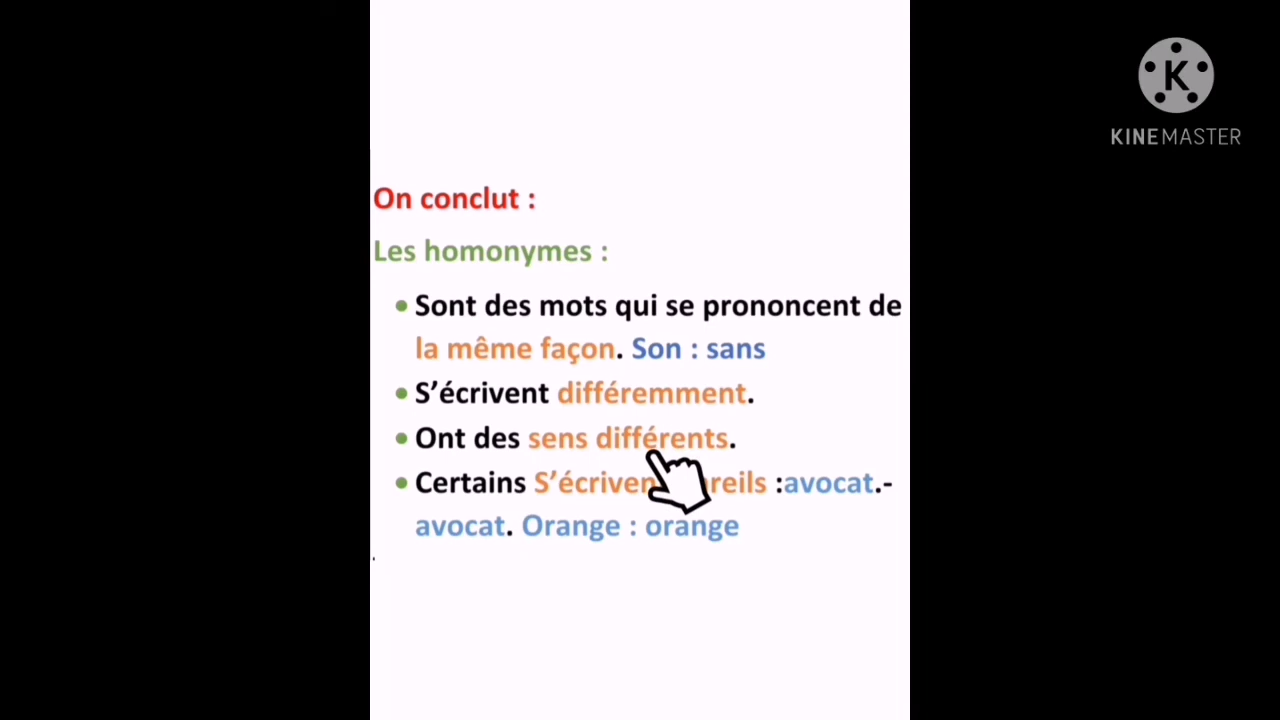 KINEMASTER
On conclut :
Les homonymes :
• Sont des mots qui se prononcent de
la même façon. Son : sans
• S’écrivent différemment.
• Ont des sens différents.
• Certains S’écriven reils :avocat.-
avocat. Orange : orange